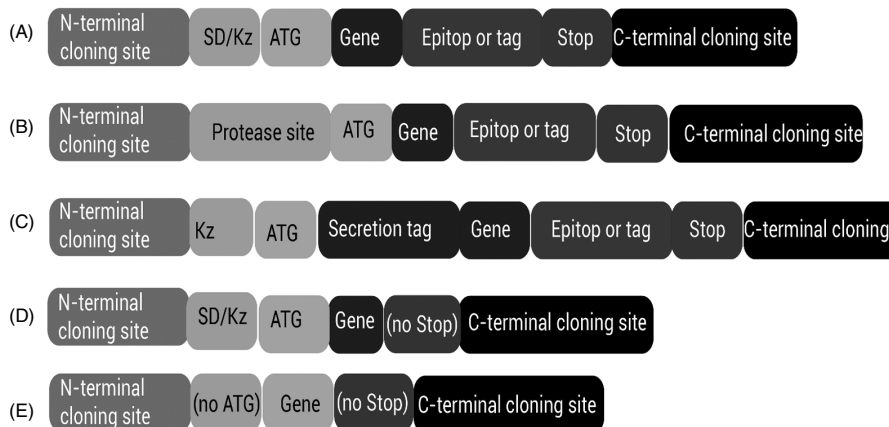 (A) N-terminal cloning site SD/Kz ATG Gene Epitop or tag Stop C-terminal cloning site
(B) N-terminal cloning site Protease site ATG Gene Epitop or tag Stop C-terminal cloning site
(C) N-terminal cloning site Kz ATG Secretion tag Gene Epitop or tag Stop C-terminal cloning
(D) N-terminal cloning site SD/Kz ATG Gene (no Stop) C-terminal cloning site
(E) N-terminal cloning site (no ATG) Gene (no Stop) C-terminal cloning site